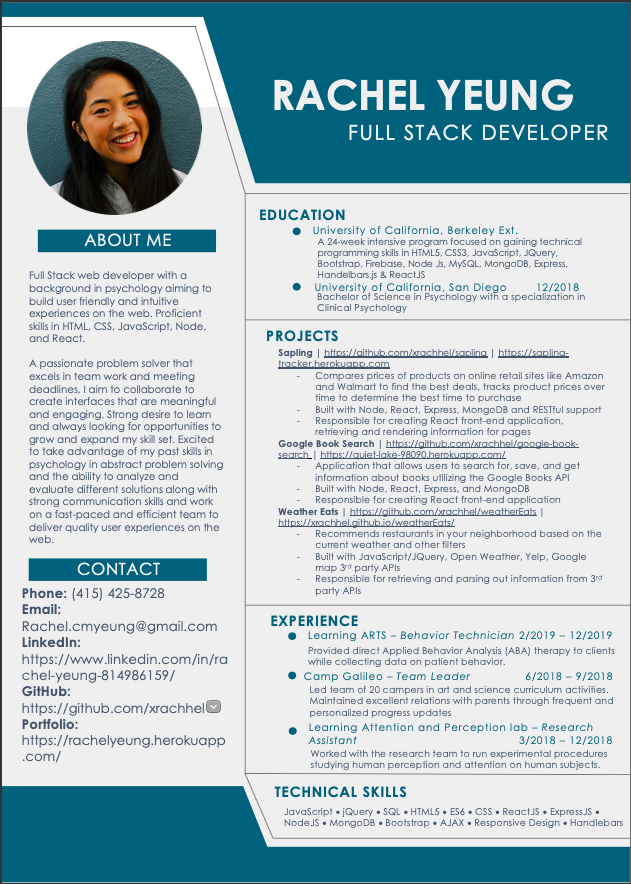 RACHEL YEUNG
FULL STACK DEVELOPER
ABOUT ME
Full Stack web developer with a
background in psychology aiming to
build user friendly and intuitive
experiences on the web. Proficient
skills in HTML, CSS, JavaScript, Node,
and React.
A passionate problem solver that
excels in team work and meeting
deadlines, I aim to collaborate to
create interfaces that are meaningful
and engaging. Strong desire to learn
and always looking for opportunities to
grow and expand my skill set. Excited
to take advantage of my past skills in
psychology in abstract problem solving
and the ability to analyze and
evaluate different solutions along with
strong communication skills and work
on a fast-paced and efficient team to
deliver quality user experiences on the
web.
CONTACT
Phone: (415) 425-8728
Email:
Rachel.cmyeung@gmail.com
LinkedIn:
https://www.linkedin.com/in/ra
chel-yeung-814986159/
GitHub:
https://github.com/xrachhel
Portfolio:
https://rachelyeung.herokuapp
.com/
EDUCATION
● University of California, Berkeley Ext.
A 24-week intensive program focused on gaining technical
programming skills in HTML5, CSS3, JavaScript, JQuery,
Bootstrap, Firebase, Node Js, MySQL, MongoDB, Express,
Handelbars.js & ReactJS
● University of California, San Diego 12/2018
Bachelor of Science in Psychology with a specialization in
Clinical Psychology
PROJECTS
Sapling | https://github.com/xrachhel/sapling | https://sapling-
tracker.herokuapp.com
- Compares prices of products on online retail sites like Amazon
and Walmart to find the best deals, tracks product prices over
time to determine the best time to purchase
- Built with Node, React, Express, MongoDB and RESTful support
- Responsible for creating React front-end application,
retrieving and rendering information for pages
Google Book Search | https://github.com/xrachhel/google-book-
search | https://quiet-lake-98090.herokuapp.com/
- Application that allows users to search for, save, and get
information about books utilizing the Google Books API
- Built with Node, React, Express, and MongoDB
- Responsible for creating React front-end application
Weather Eats | https://github.com/xrachhel/weatherEats |
https://xrachhel.github.io/weatherEats/
- Recommends restaurants in your neighborhood based on the
current weather and other filters
- Built with JavaScript/JQuery, Open Weather, Yelp, Google
map 3rd party APIs
- Responsible for retrieving and parsing out information from 3rd
party APIs
EXPERIENCE
● Learning ARTS – Behavior Technician 2/2019 – 12/2019
Provided direct Applied Behavior Analysis (ABA) therapy to clients
while collecting data on patient behavior.
● Camp Galileo – Team Leader 6/2018 – 9/2018
Led team of 20 campers in art and science curriculum activities.
Maintained excellent relations with parents through frequent and
personalized progress updates
● Learning Attention and Perception lab – Research
Assistant 3/2018 – 12/2018
Worked with the research team to run experimental procedures
studying human perception and attention on human subjects.
TECHNICAL SKILLS
JavaScript • jQuery • SQL • HTML5 • ES6 • CSS • ReactJS • ExpressJS •
NodeJS • MongoDB • Bootstrap • AJAX • Responsive Design • Handlebars